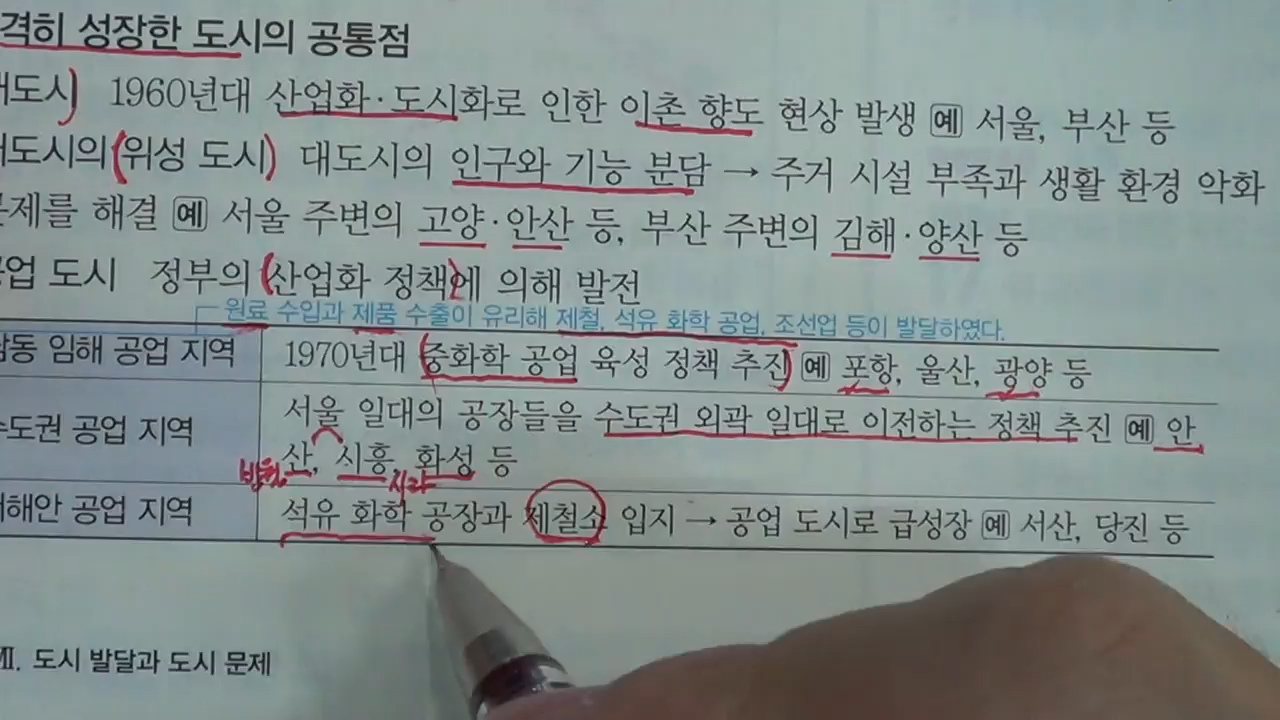 격히 성장한 도시의 공통점
대도시) 1960년대 산업화·도시화로 인한 이촌 향도 현상 발생 예 서울, 부산 등
대도시의 (위성 도시) 대도시의 인구와 기능 분담 → 주거 시설 부족과 생활 환경 악화
문제를 해결 예 서울 주변의 고양·안산 등, 부산 주변의 김해·양산 등
공업 도시 정부의 (산업화 정책)에 의해 발전
원료 수입과 제품 수출이 유리해 제철, 석유 화학 공업, 조선업 등이 발달하였다.
남동 임해 공업 지역 1970년대 (중화학 공업 육성 정책 추진) 예 포항, 울산, 광양 등
수도권 공업 지역 서울 일대의 공장들을 수도권 외곽 일대로 이전하는 정책 추진 예 안
산, 시흥, 화성 등
반월 시화
서해안 공업 지역 석유 화학 공장과 제철소 입지 → 공업 도시로 급성장 예 서산, 당진 등
Ⅶ. 도시 발달과 도시 문제